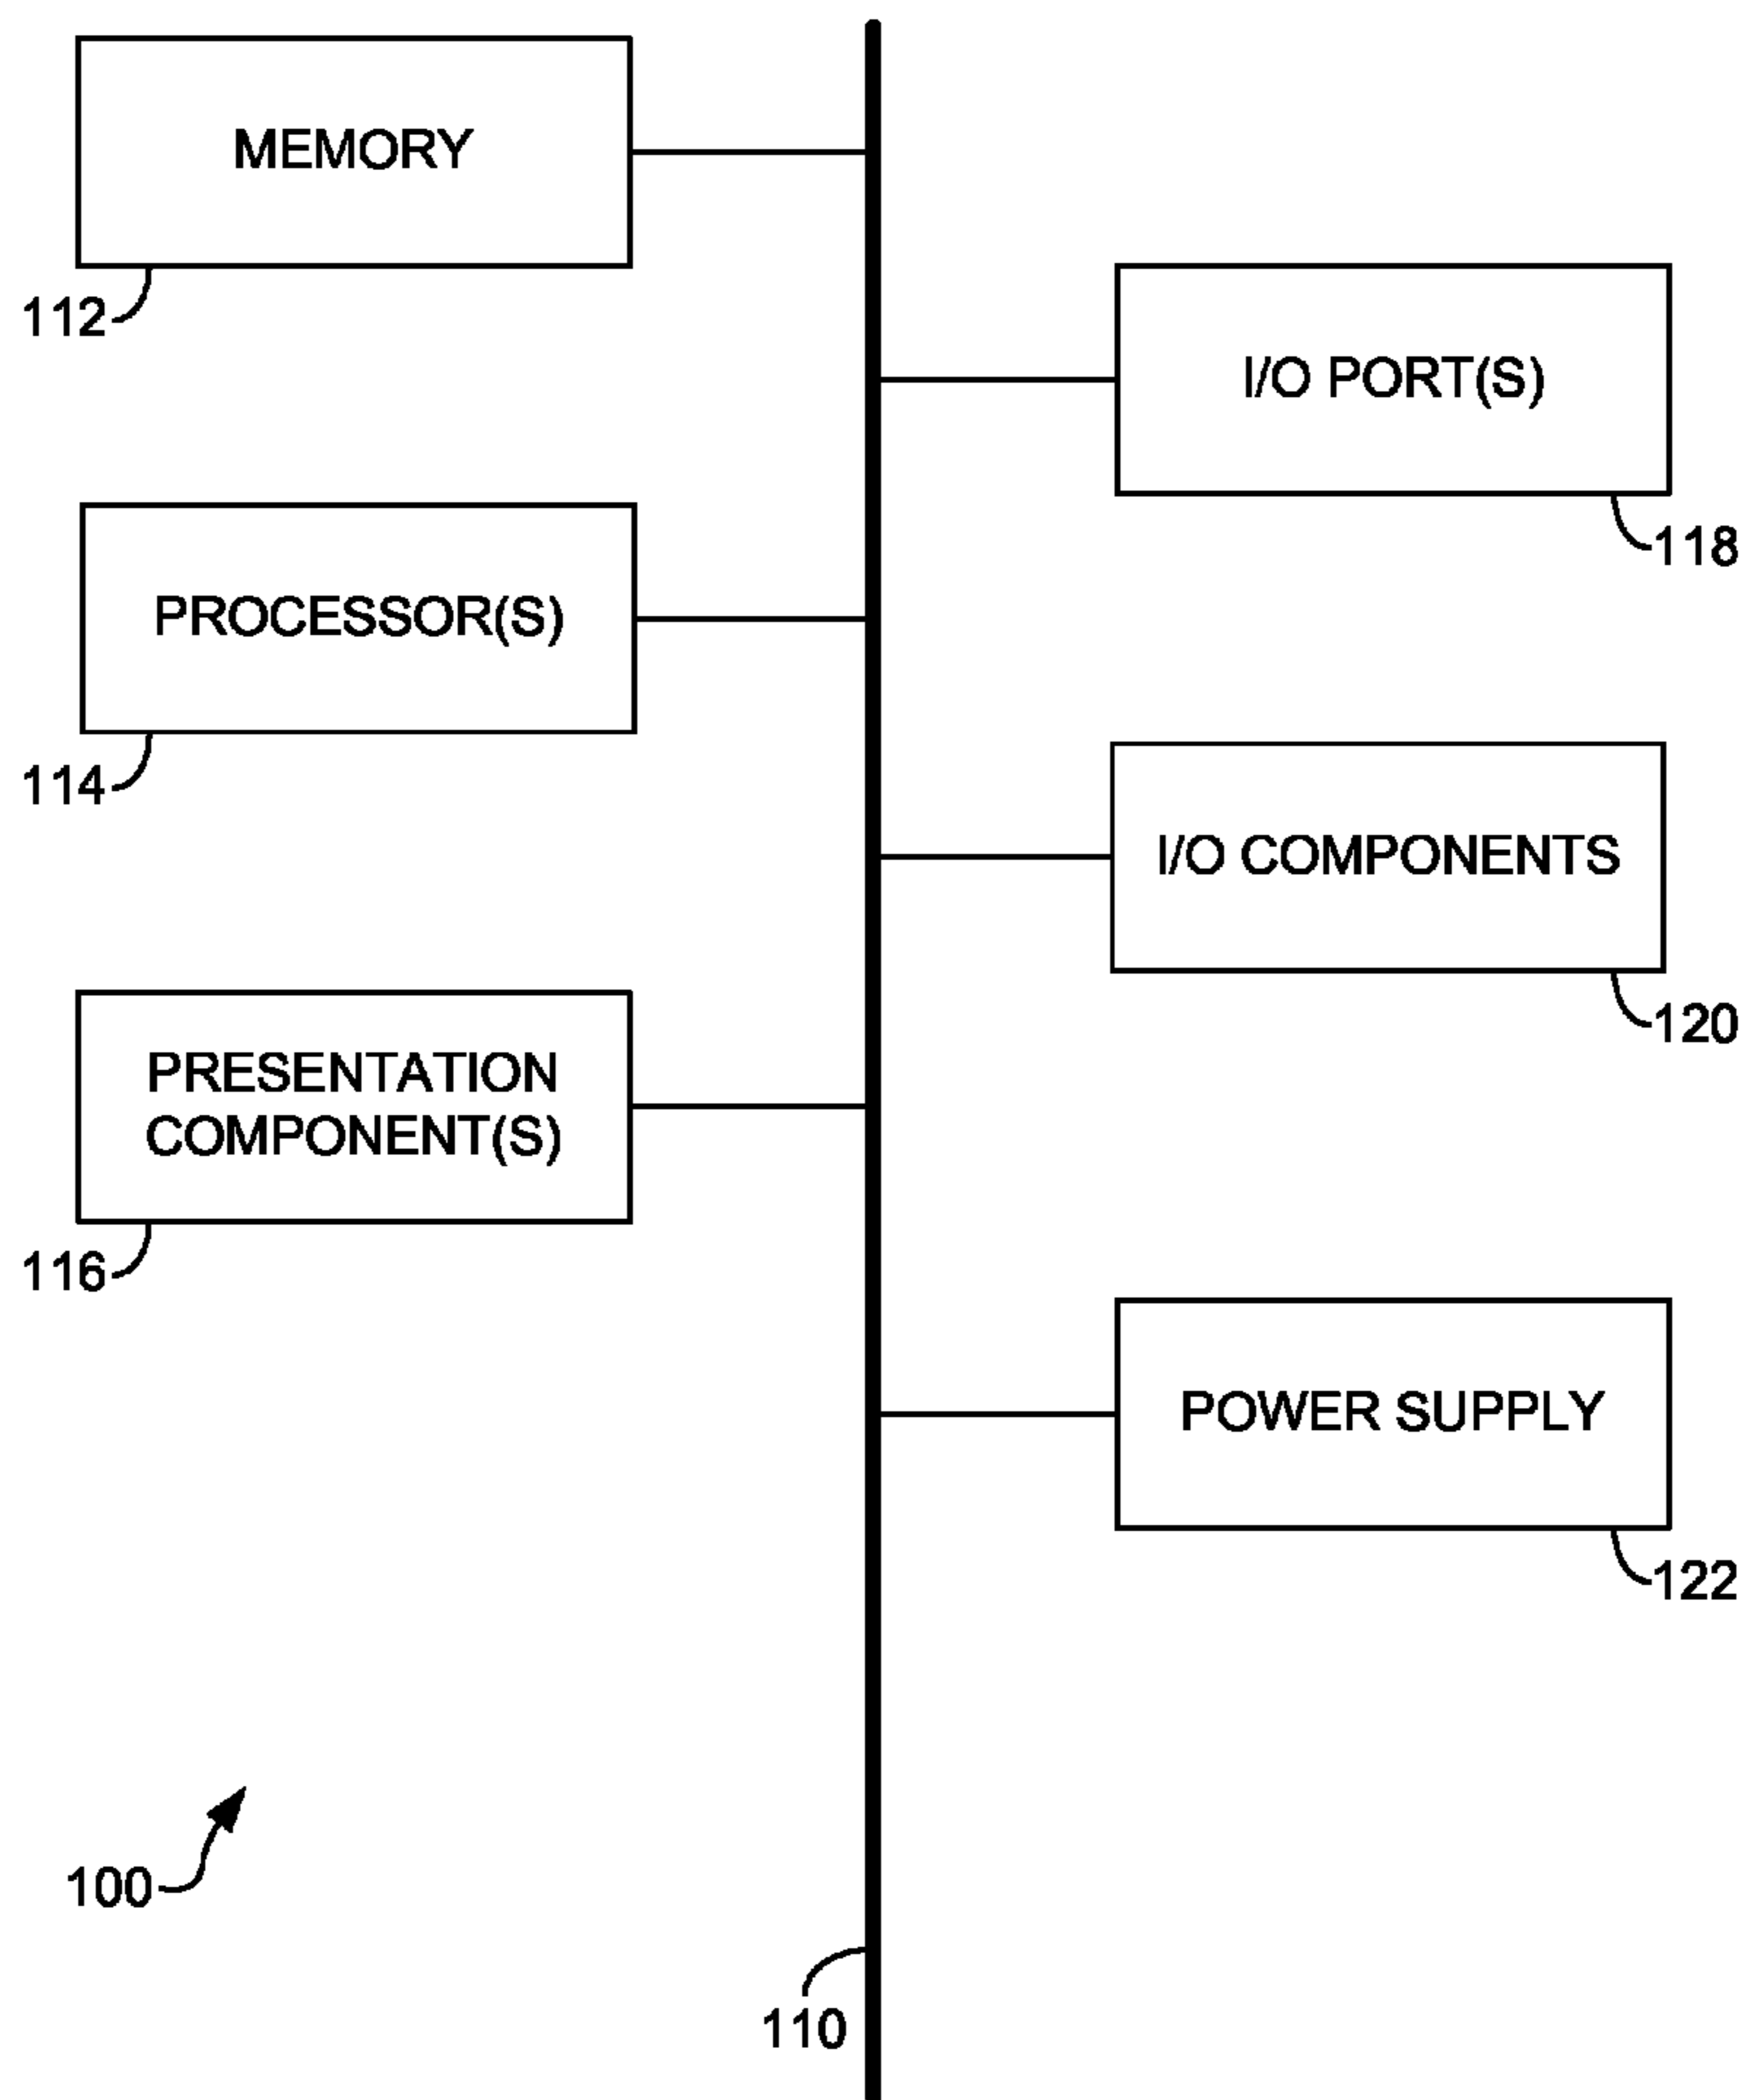 MEMORY
112
I/O PORT(S)
118
PROCESSOR(S)
114
I/O COMPONENTS
120
PRESENTATION
COMPONENT(S)
116
POWER SUPPLY
122
100
110